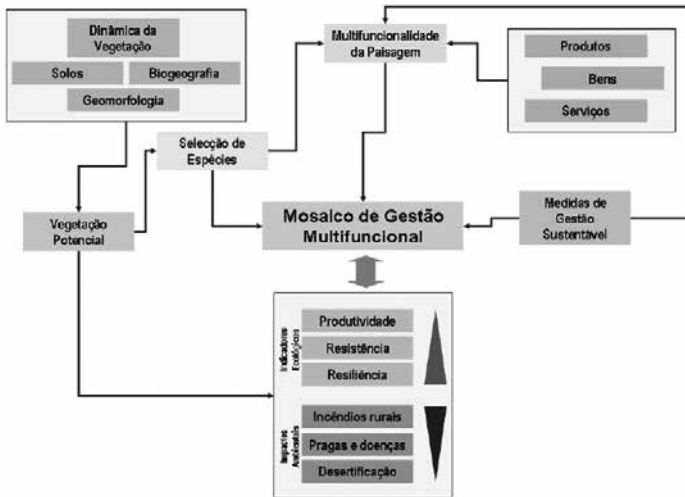 Dinâmica da
Vegetação
Solos
Biogeografia
Geomorfologia
Multifuncionalidade
da Paisagem
Produtos
Bens
Serviços
Selecção de
Espécies
Vegetação
Potencial
Mosaico de Gestão
Multifuncional
Medidas de
Gestão
Sustentável
Indicadores
Ecológicos
Produtividade
Resistência
Resiliência
Impactes
Ambientais
Incêndios rurais
Pragas e doenças
Desertificação